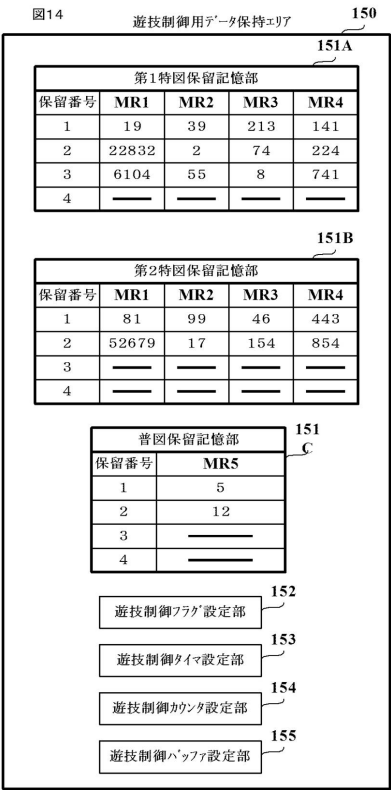 図14
遊技制御用ﾃﾞｰﾀ保持ｴﾘｱ
150
151A
第1特図保留記憶部
保留番号 MR1 MR2 MR3 MR4
1 19 39 213 141
2 22832 2 74 224
3 6104 55 8 741
4
151B
第2特図保留記憶部
保留番号 MR1 MR2 MR3 MR4
1 81 99 46 443
2 52679 17 154 854
3
4
151
C
普図保留記憶部
保留番号 MR5
1 5
2 12
3
4
152
遊技制御ﾌﾗｸﾞ設定部
153
遊技制御ﾀｲﾏ設定部
154
遊技制御ｶｳﾝﾀ設定部
155
遊技制御ﾊﾞｯﾌｧ設定部